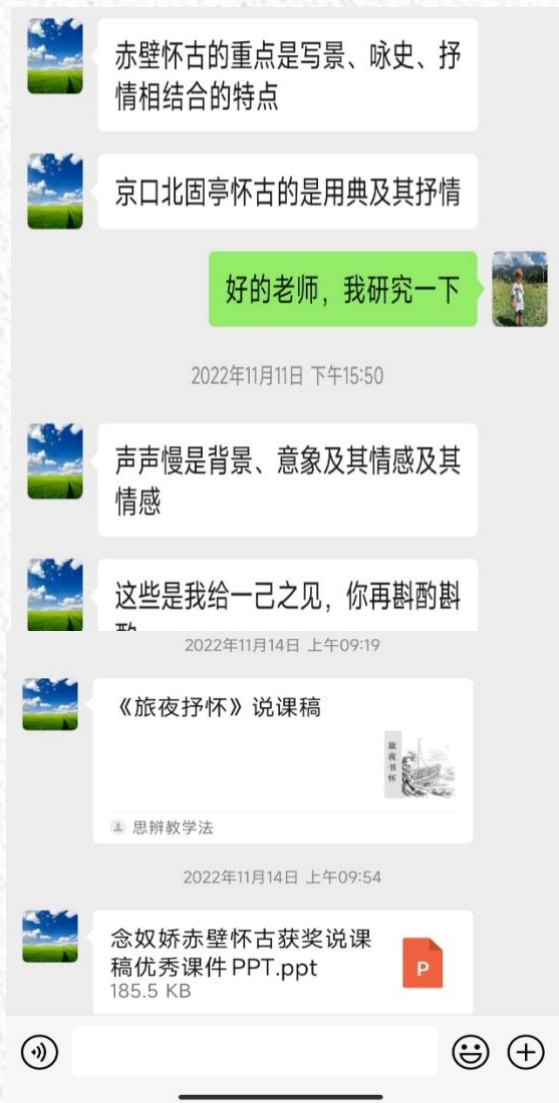 赤壁怀古的重点是写景、咏史、抒
情相结合的特点
京口北固亭怀古的是用典及其抒情
好的老师，我研究一下
2022年11月11日 下午15:50
声声慢是背景、意象及其情感及其
情感
这些是我给一己之见，你再斟酌斟
2022年11月14日 上午09:19
《旅夜抒怀》说课稿
旅夜书怀
思辨教学法
2022年11月14日 上午09:54
念奴娇赤壁怀古获奖说课
稿优秀课件PPT.ppt
P
185.5 KB